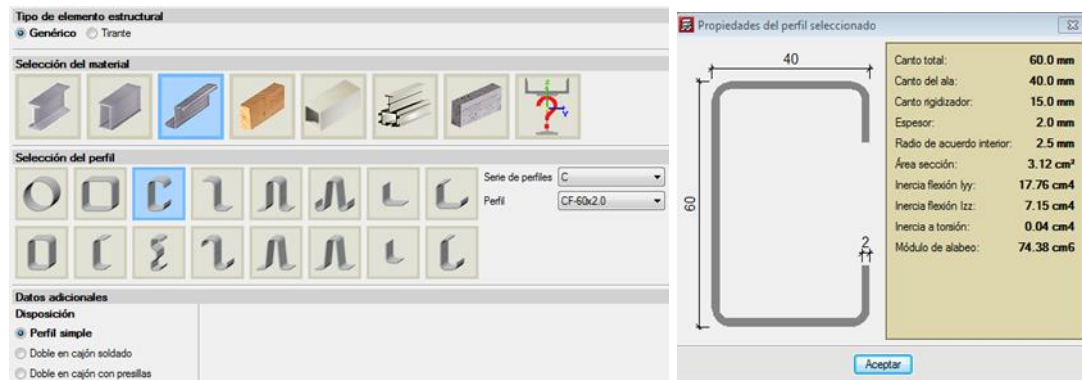 Tipo de elemento estructural
Genérico Tirante
Selección del material
Selección del perfil
Serie de perfiles C
Perfil CF-60x2.0
Datos adicionales
Disposición
Perfil simple
Doble en cajón soldado
Doble en cajón con presillas
Propiedades del perfil seleccionado
40
60
2
Canto total: 60.0 mm
Canto del ala: 40.0 mm
Canto rigidizador: 15.0 mm
Espesor: 2.0 mm
Radio de acuerdo interior: 2.5 mm
Área sección: 3.12 cm²
Inercia flexión Iyy: 17.76 cm4
Inercia flexión Izz: 7.15 cm4
Inercia a torsión: 0.04 cm4
Módulo de alabeo: 74.38 cm6
Aceptar